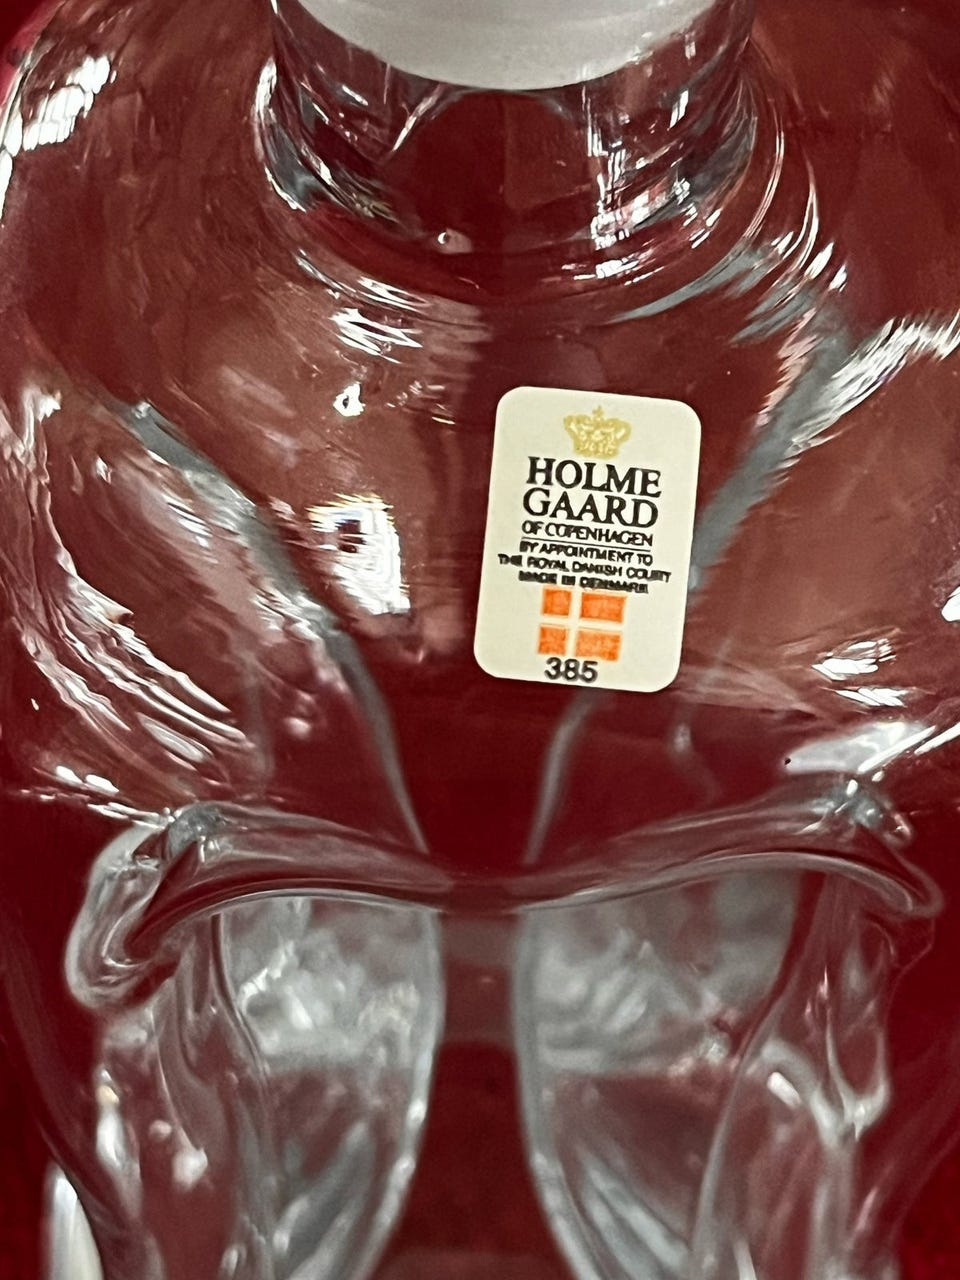 HOLME
GAARD
OF COPENHAGEN
BY APPOINTMENT TO
THE ROYAL DANISH COURT
MADE IN DENMARK
385